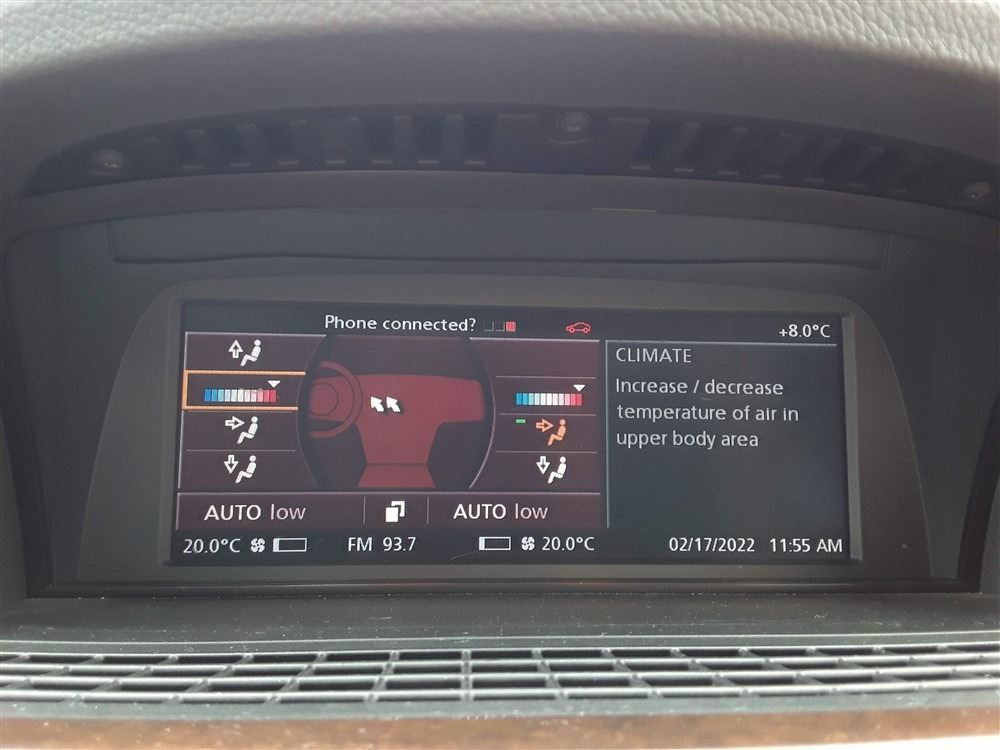 Phone connected?
+8.0°C
CLIMATE
Increase / decrease
temperature of air in
upper body area
AUTO low
AUTO low
20.0°C
FM 93.7
20.0°C
02/17/2022 11:55 AM